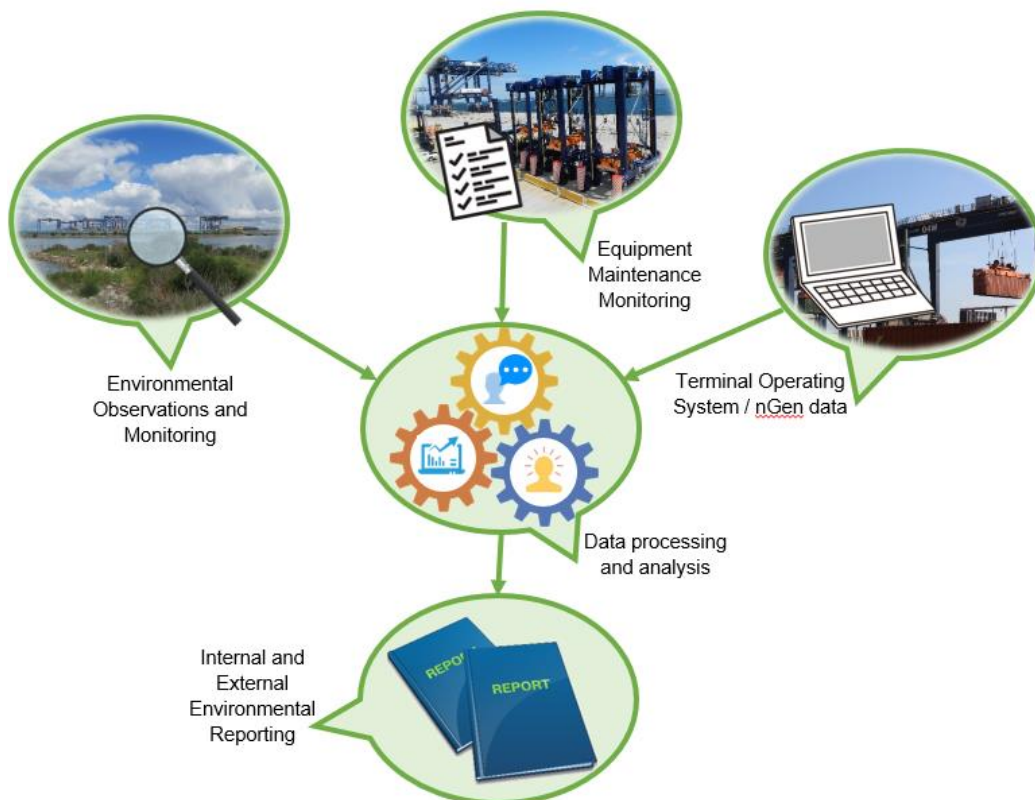 Equipment
Maintenance
Monitoring
Environmental
Observations and
Monitoring
Terminal Operating
System / nGen data
Data processing
and analysis
Internal and
External
Environmental
Reporting
REPORT
REPORT